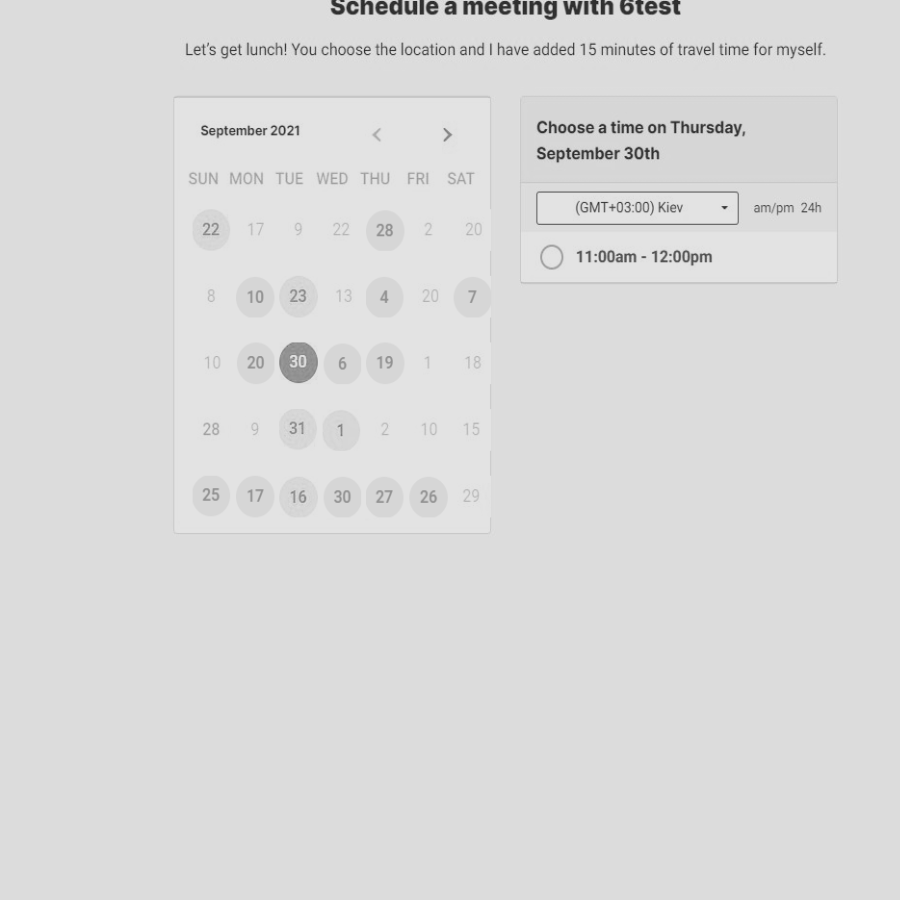 Schedule a meeting with 6test
Let's get lunch! You choose the location and I have added 15 minutes of travel time for myself.
September 2021
SUN MON TUE WED THU FRI SAT
22 17 9 22 28 2 20
8 10 23 13 4 20 7
10 20 30 6 19 1 18
28 9 31 1 2 10 15
25 17 16 30 27 26 29
Choose a time on Thursday,
September 30th
(GMT+03:00) Kiev am/pm 24h
11:00am - 12:00pm